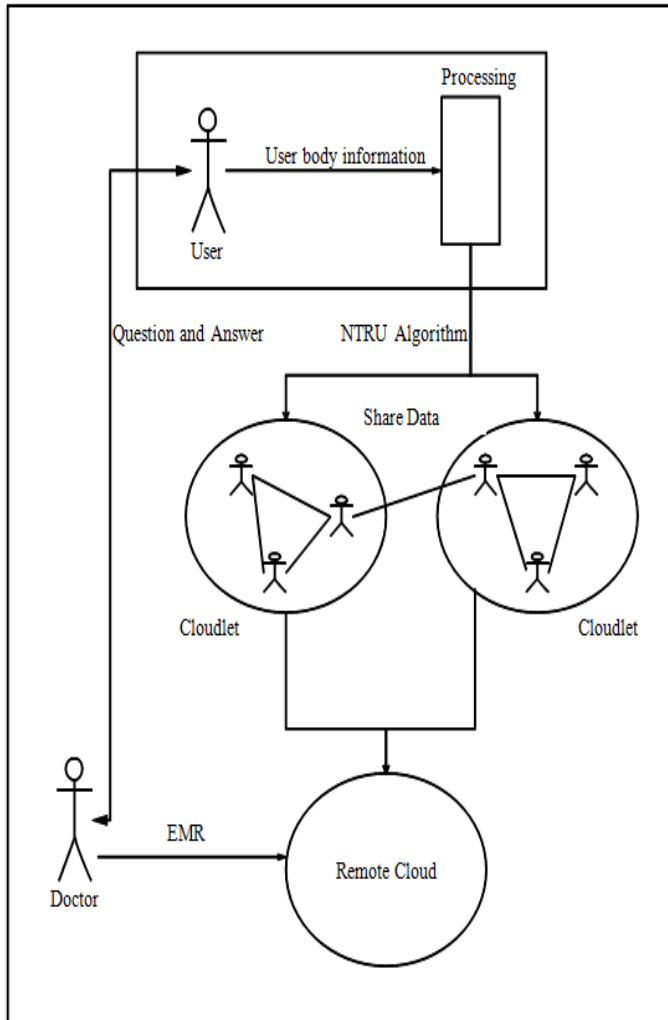 Processing
User body information
User
Question and Answer
NTRU Algorithm
Share Data
Cloudlet
Cloudlet
EMR
Remote Cloud
Doctor